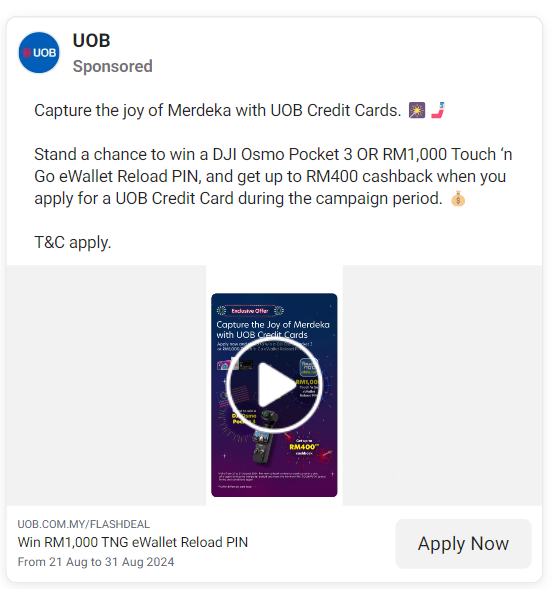 UOB
UOB
Sponsored
Capture the joy of Merdeka with UOB Credit Cards. 🎆 🤳
Stand a chance to win a DJI Osmo Pocket 3 OR RM1,000 Touch ‘n
Go eWallet Reload PIN, and get up to RM400 cashback when you
apply for a UOB Credit Card during the campaign period. 💰
T&C apply.
Exclusive Offer
Capture the Joy of Merdeka
with UOB Credit Cards
Apply now and
RM1,00
DJI Osmo
Pocket 3
Get up to
RM400
cashback
UOB.COM.MY/FLASHDEAL
Win RM1,000 TNG eWallet Reload PIN
From 21 Aug to 31 Aug 2024
Apply Now